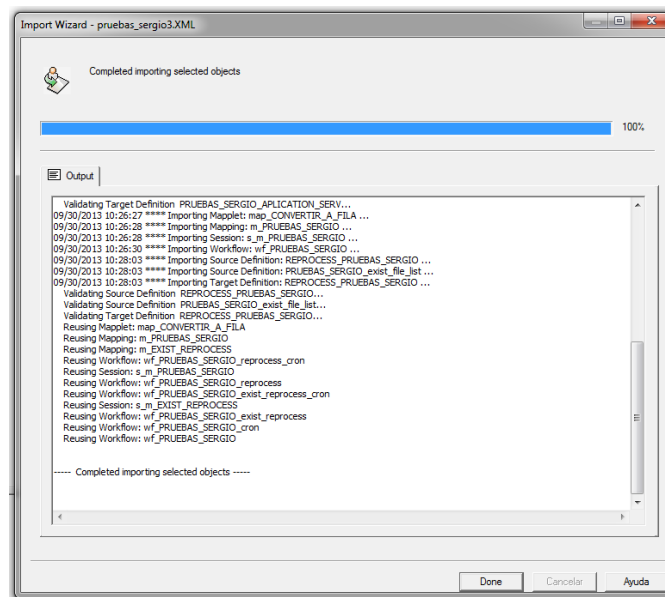 Import Wizard - pruebas_sergio3.XML
Completed importing selected objects
100%
Output
Validating Target Definition PRUEBAS_SERGIO_APLICATION_SERV...
09/30/2013 10:26:27 **** Importing Mapplet: map_CONVERTIR_A_FILA ...
09/30/2013 10:26:28 **** Importing Mapping: m_PRUEBAS_SERGIO ...
09/30/2013 10:26:28 **** Importing Session: s_m_PRUEBAS_SERGIO ...
09/30/2013 10:26:30 **** Importing Workflow: wf_PRUEBAS_SERGIO ...
09/30/2013 10:28:03 **** Importing Source Definition: REPROCESS_PRUEBAS_SERGIO ...
09/30/2013 10:28:03 **** Importing Source Definition: PRUEBAS_SERGIO_exist_file_list ...
09/30/2013 10:28:03 **** Importing Target Definition: REPROCESS_PRUEBAS_SERGIO ...
Validating Source Definition REPROCESS_PRUEBAS_SERGIO...
Validating Source Definition PRUEBAS_SERGIO_exist_file_list...
Validating Target Definition REPROCESS_PRUEBAS_SERGIO...
Reusing Mapplet: map_CONVERTIR_A_FILA
Reusing Mapping: m_PRUEBAS_SERGIO
Reusing Mapping: m_EXIST_REPROCESS
Reusing Workflow: wf_PRUEBAS_SERGIO_reprocess_cron
Reusing Session: s_m_PRUEBAS_SERGIO
Reusing Workflow: wf_PRUEBAS_SERGIO_reprocess
Reusing Workflow: wf_PRUEBAS_SERGIO_exist_reprocess_cron
Reusing Session: s_m_EXIST_REPROCESS
Reusing Workflow: wf_PRUEBAS_SERGIO_exist_reprocess
Reusing Workflow: wf_PRUEBAS_SERGIO_cron
Reusing Workflow: wf_PRUEBAS_SERGIO
----- Completed importing selected objects -----
Done Cancelar Ayuda